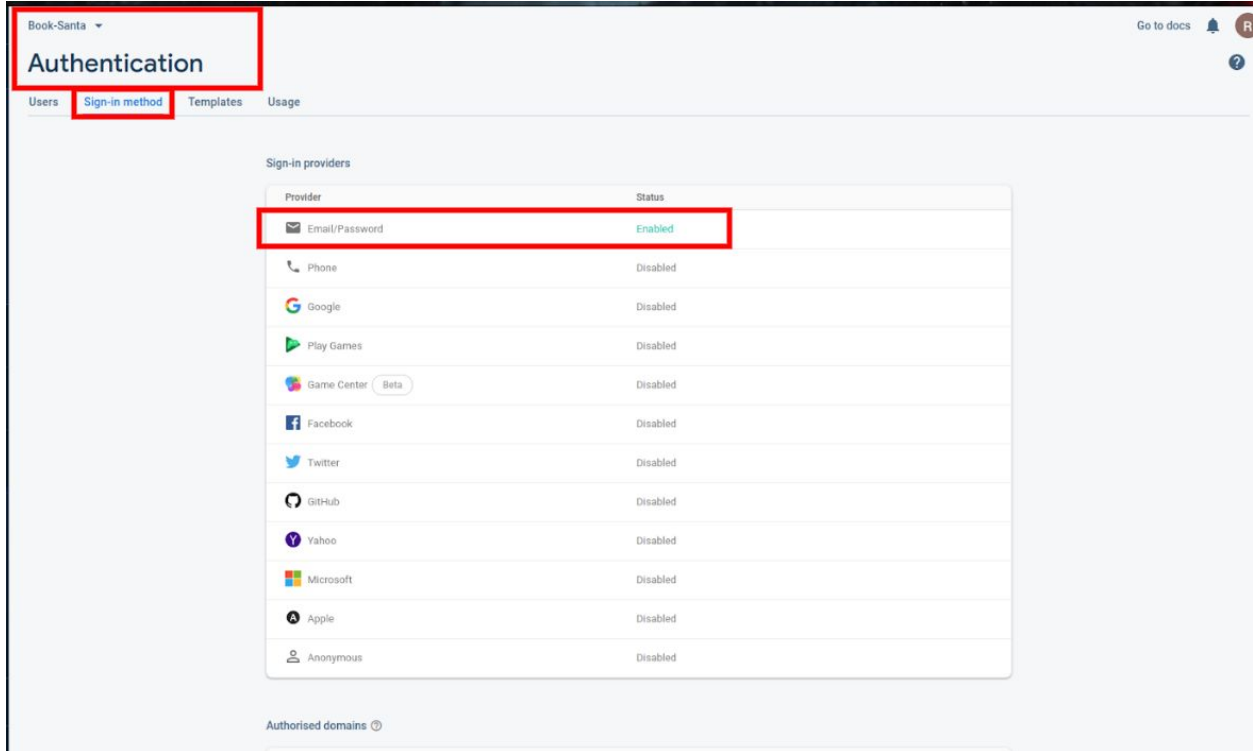 Book-Santa
Go to docs
R
Authentication
Users Sign-in method Templates Usage
Sign-in providers
Provider Status
Email/Password Enabled
Phone Disabled
Google Disabled
Play Games Disabled
Game Center Beta Disabled
Facebook Disabled
Twitter Disabled
GitHub Disabled
Yahoo Disabled
Microsoft Disabled
Apple Disabled
Anonymous Disabled
Authorised domains